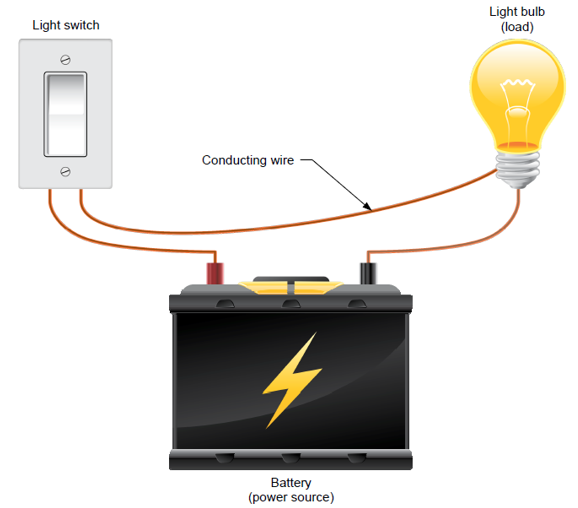 Light switch
Light bulb
(load)
Conducting wire
Battery
(power source)